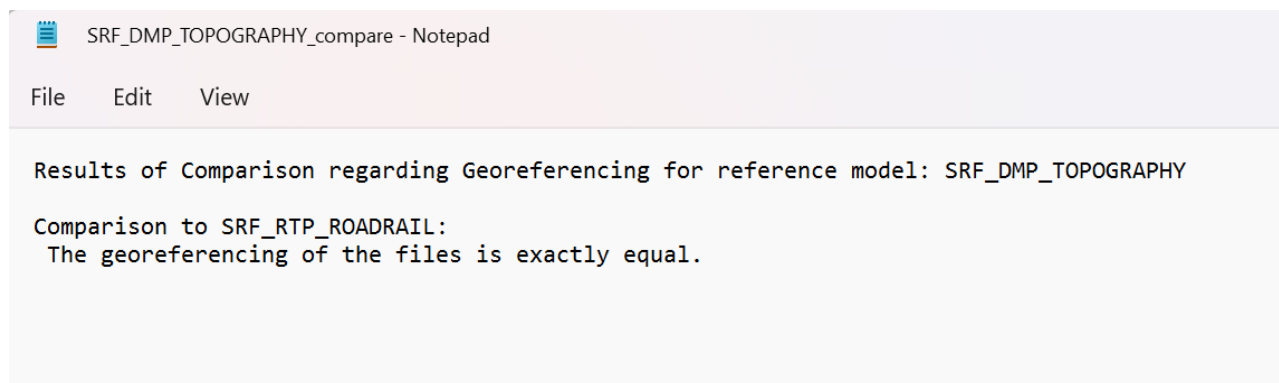 SRF_DMP_TOPOGRAPHY_compare - Notepad
File Edit View
Results of Comparison regarding Georeferencing for reference model: SRF_DMP_TOPOGRAPHY
Comparison to SRF_RTP_ROADRAIL:
The georeferencing of the files is exactly equal.